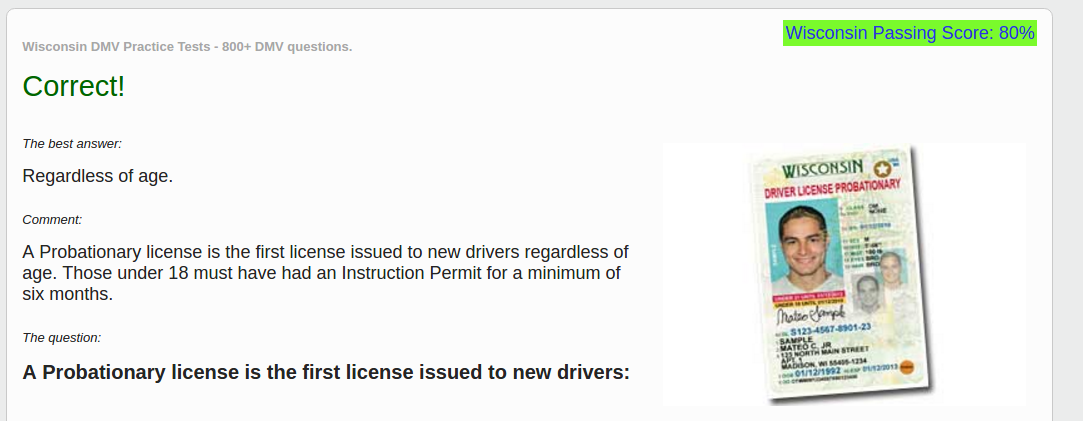 Wisconsin DMV Practice Tests - 800+ DMV questions.
Wisconsin Passing Score: 80%
Correct!
The best answer:
Regardless of age.
Comment:
A Probationary license is the first license issued to new drivers regardless of
age. Those under 18 must have had an Instruction Permit for a minimum of
six months.
The question:
A Probationary license is the first license issued to new drivers:
WISCONSIN
DRIVER LICENSE PROBATIONARY
Mateo Sample
S123-4567-8901-23
SAMPLE
MATEO C, JR
123 NORTH MAIN STREET
APT. 1
MADISON, WI 55405-1234
01/12/1992
01/12/2013